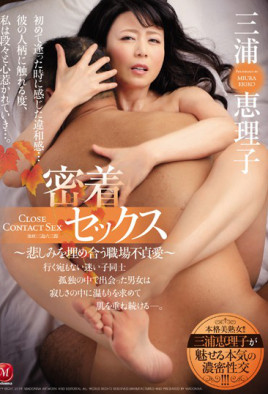 初めて逢った時に感じた違和感…
彼の人柄に触れる度、
私は段々と心惹かれていき…
三浦
恵理子
MIURA
ERIKO
密着
セックス
CLOSE
CONTACT SEX
～悲しみを埋め合う職場不貞愛～
行く宛もない迷い子同士
孤独の中で出会った男女は
寂しさの中に温もりを求めて
肌を重ね続ける―。
本格美熟女!!
三浦恵理子が
魅せる本気の
濃密性交
!!!